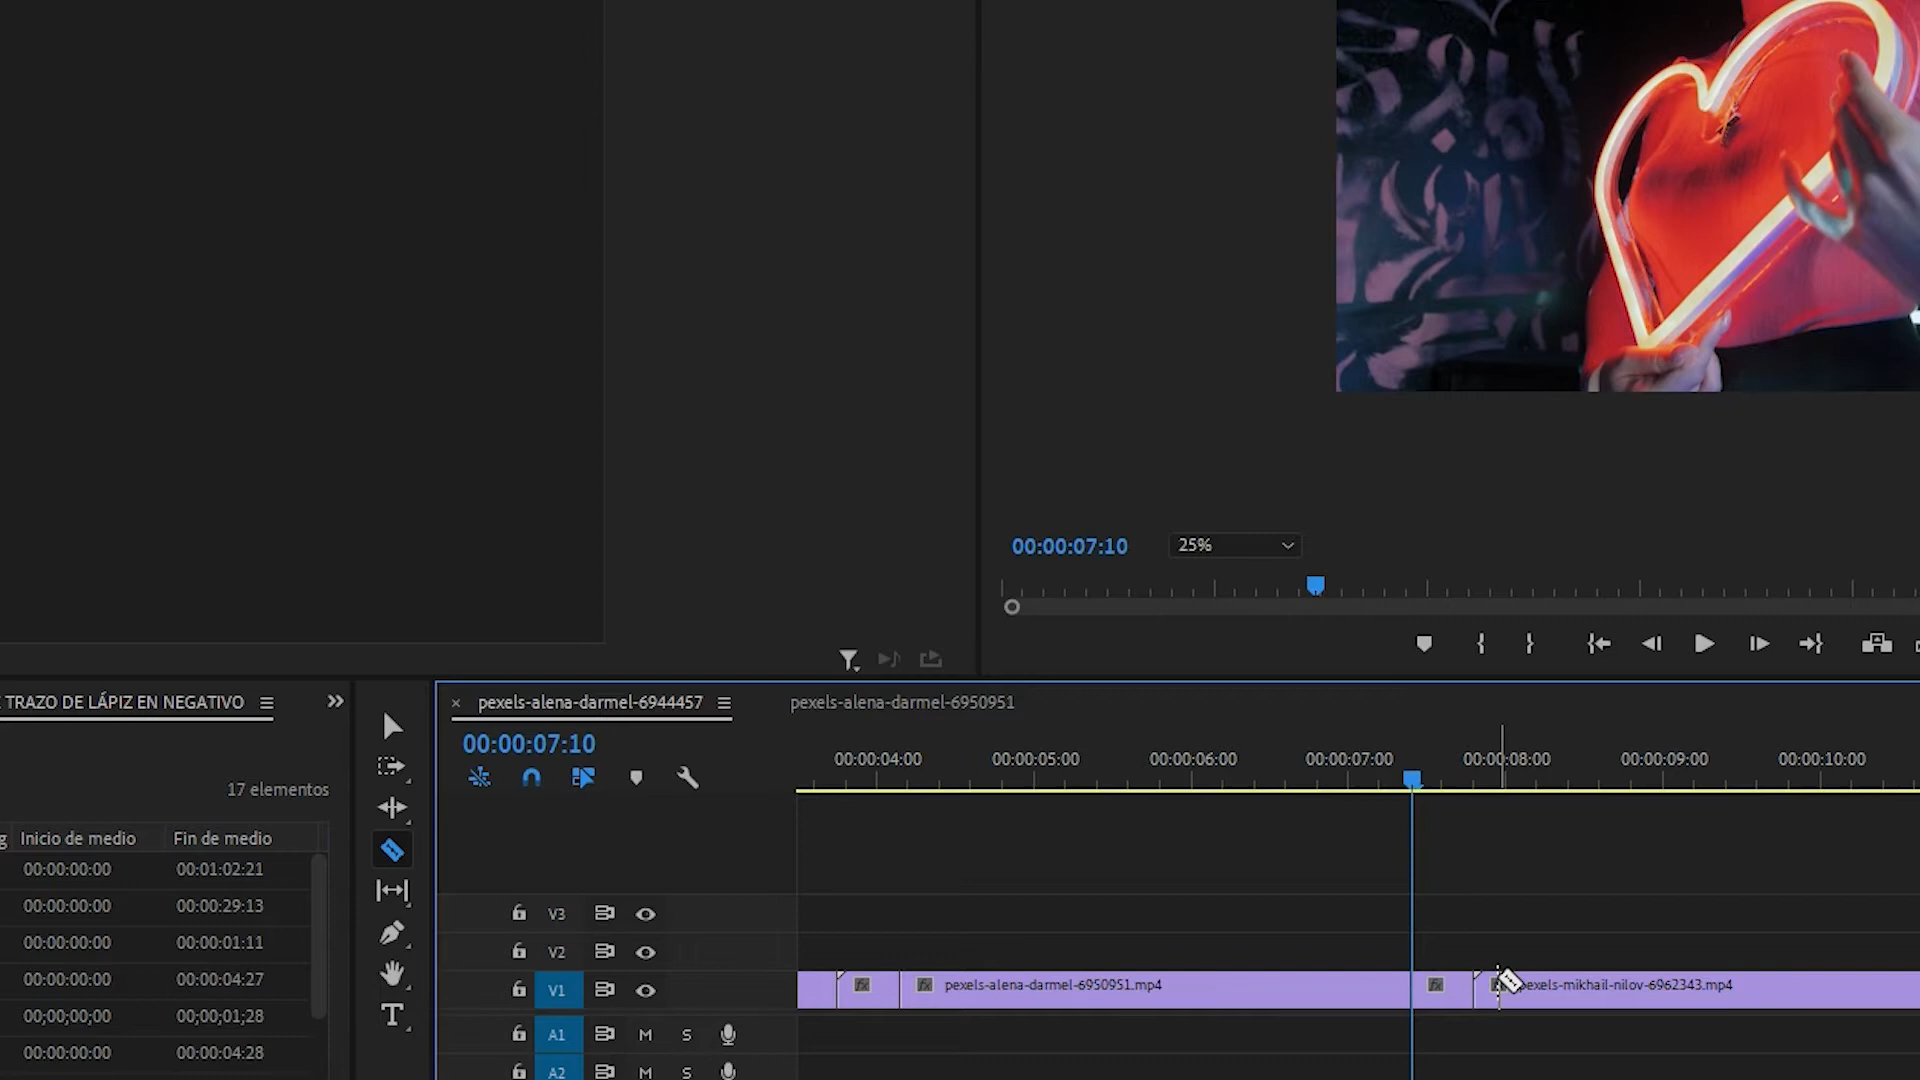 00:00:07:10
25%
TRAZO DE LÁPIZ EN NEGATIVO
pexels-alena-darmel-6944457
pexels-alena-darmel-6950951
00:00:07:10
00:00:04:00
00:00:05:00
00:00:06:00
00:00:07:00
00:00:08:00
00:00:09:00
00:00:10:00
17 elementos
Inicio de medio
Fin de medio
00:00:00:00
00:01:02:21
00:00:00:00
00:00:29:13
00:00:00:00
00:00:01:11
00:00:00:00
00:00:04:27
00;00;00;00
00;00;01;28
00:00:00:00
00:00:04:28
V3
V2
V1
fx
fx
pexels-alena-darmel-6950951.mp4
fx
pexels-mikhail-nilov-6962343.mp4
A1
M
S
A2
M
S